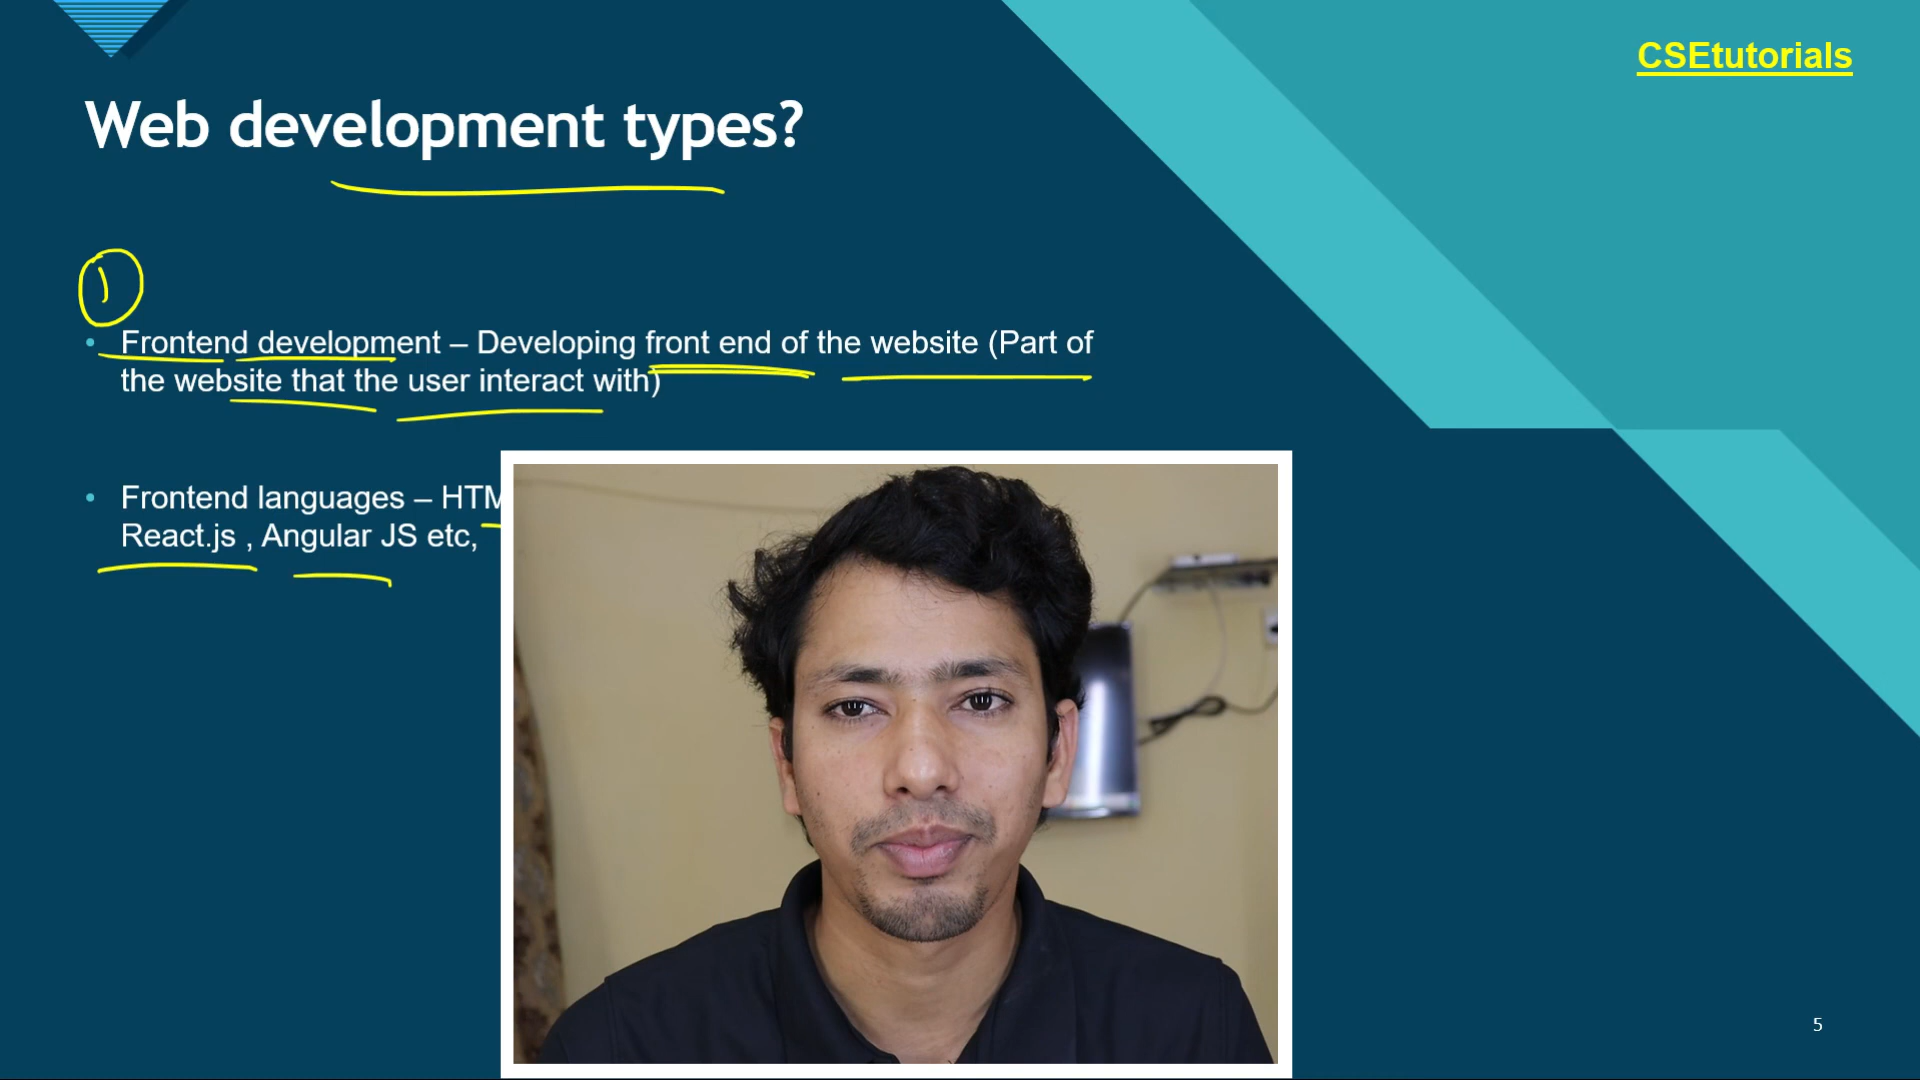 CSEtutorials
Web development types?
1
• Frontend development – Developing front end of the website (Part of
the website that the user interact with)
• Frontend languages – HTM
React.js , Angular JS etc,
5